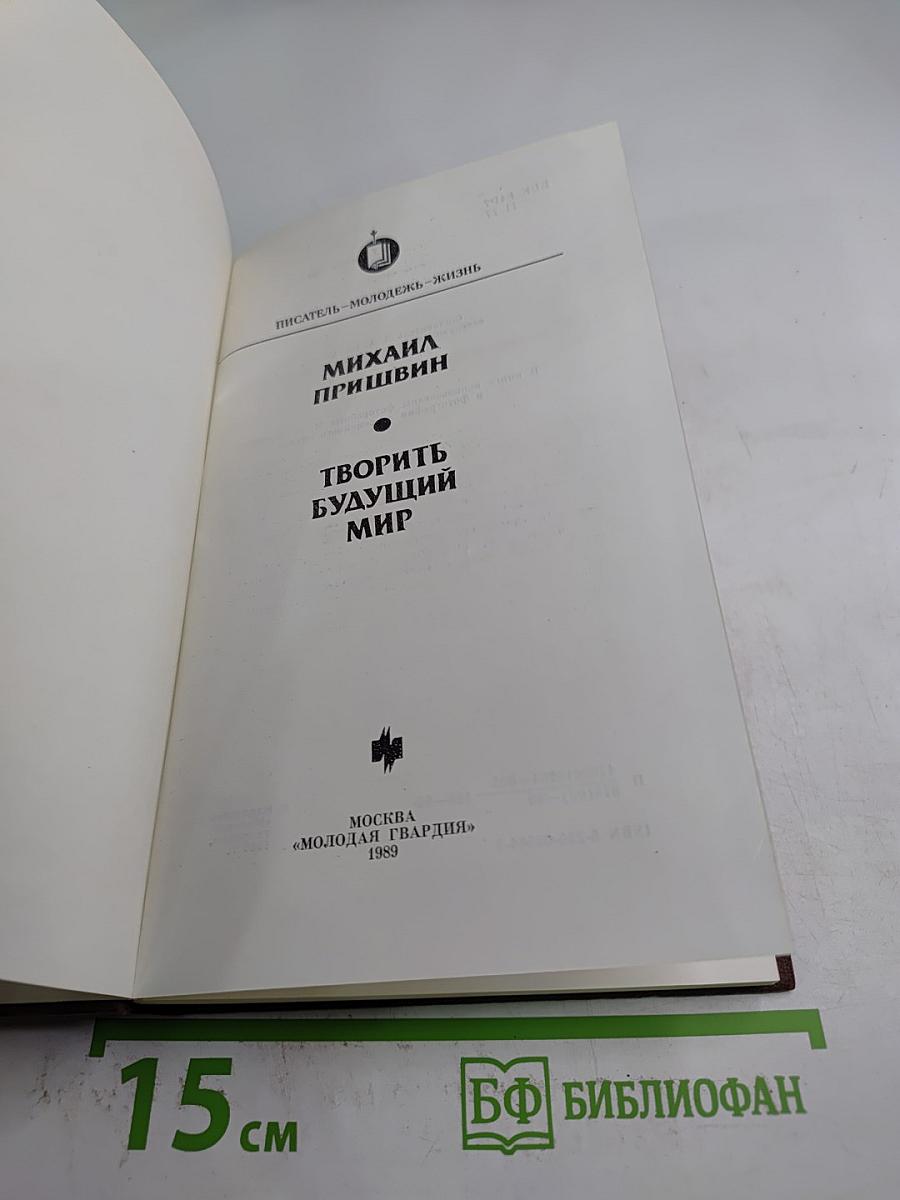 ПИСАТЕЛЬ–МОЛОДЕЖЬ–ЖИЗНЬ
МИХАИЛ
ПРИШВИН
ТВОРИТЬ
БУДУЩИЙ
МИР
МОСКВА
«МОЛОДАЯ ГВАРДИЯ»
1989
15 см
БФ БИБЛИОФАН